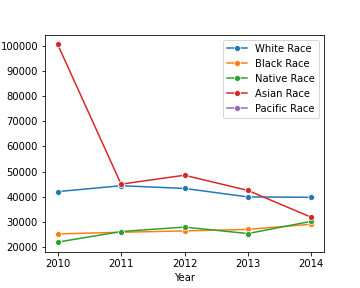 100000
90000
80000
70000
60000
50000
40000
30000
20000
White Race
Black Race
Native Race
Asian Race
Pacific Race
2010 2011 2012 2013 2014
Year